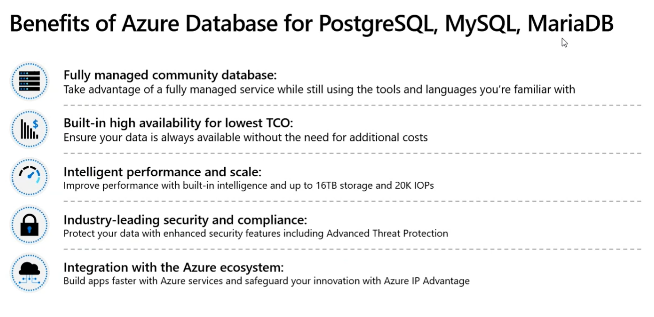 Benefits of Azure Database for PostgreSQL, MySQL, MariaDB
Fully managed community database:
Take advantage of a fully managed service while still using the tools and languages you're familiar with
Built-in high availability for lowest TCO:
Ensure your data is always available without the need for additional costs
Intelligent performance and scale:
Improve performance with built-in intelligence and up to 16TB storage and 20K IOPs
Industry-leading security and compliance:
Protect your data with enhanced security features including Advanced Threat Protection
Integration with the Azure ecosystem:
Build apps faster with Azure services and safeguard your innovation with Azure IP Advantage